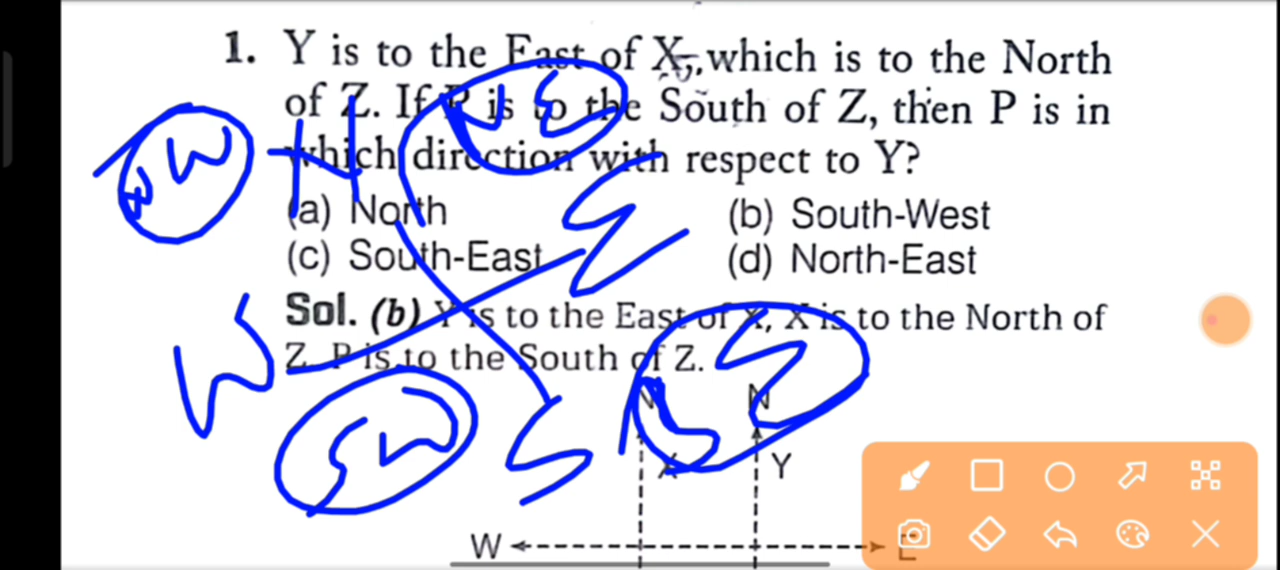 1. Y is to the East of X, which is to the North
of Z. If P is to the South of Z, then P is in
which direction with respect to Y?
(a) North (b) South-West
(c) South-East (d) North-East
Sol. (b) Y is to the East of X, X is to the North of
Z. P is to the South of Z.
N E
N W
N
E
W
S W
S
S E
N N
X Y
W E